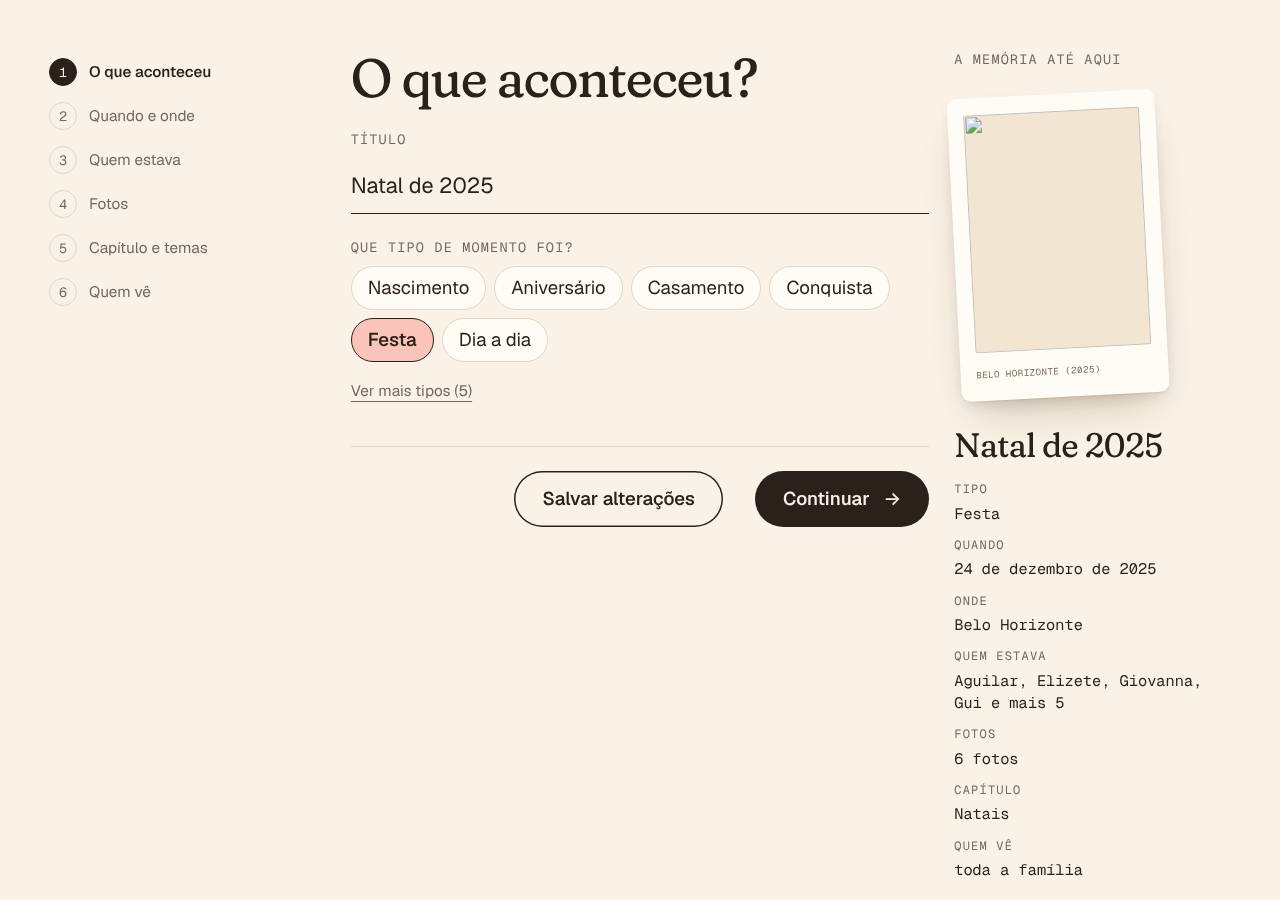 1 O que aconteceu
2 Quando e onde
3 Quem estava
4 Fotos
5 Capítulo e temas
6 Quem vê
O que aconteceu?
TÍTULO
Natal de 2025
QUE TIPO DE MOMENTO FOI?
Nascimento Aniversário Casamento Conquista
Festa Dia a dia
Ver mais tipos (5)
Salvar alterações Continuar →
A MEMÓRIA ATÉ AQUI
BELO HORIZONTE (2025)
Natal de 2025
TIPO
Festa
QUANDO
24 de dezembro de 2025
ONDE
Belo Horizonte
QUEM ESTAVA
Aguilar, Elizete, Giovanna,
Gui e mais 5
FOTOS
6 fotos
CAPÍTULO
Natais
QUEM VÊ
toda a família